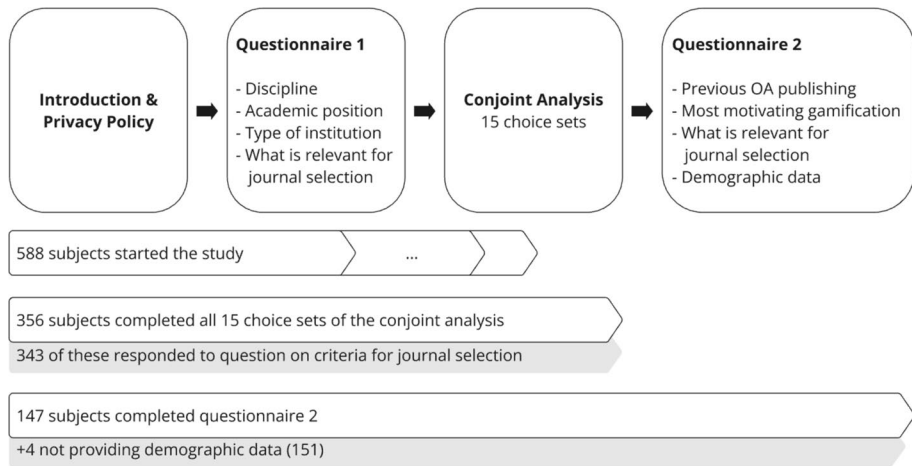 Introduction &
Privacy Policy
Questionnaire 1
- Discipline
- Academic position
- Type of institution
- What is relevant for
journal selection
Conjoint Analysis
15 choice sets
Questionnaire 2
- Previous OA publishing
- Most motivating gamification
- What is relevant for
journal selection
- Demographic data
588 subjects started the study
...
356 subjects completed all 15 choice sets of the conjoint analysis
343 of these responded to question on criteria for journal selection
147 subjects completed questionnaire 2
+4 not providing demographic data (151)